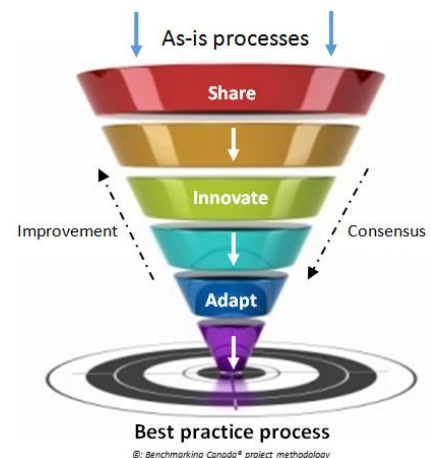 As-is processes
Share
Innovate
Improvement
Consensus
Adapt
Best practice process
©: Benchmarking Canada® project methodology